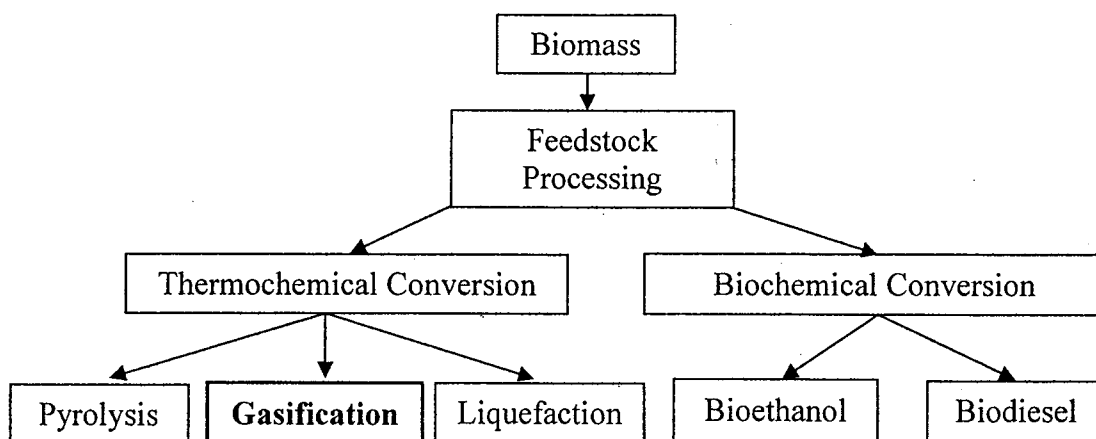 Biomass
Feedstock
Processing
Thermochemical Conversion
Biochemical Conversion
Pyrolysis
Gasification
Liquefaction
Bioethanol
Biodiesel